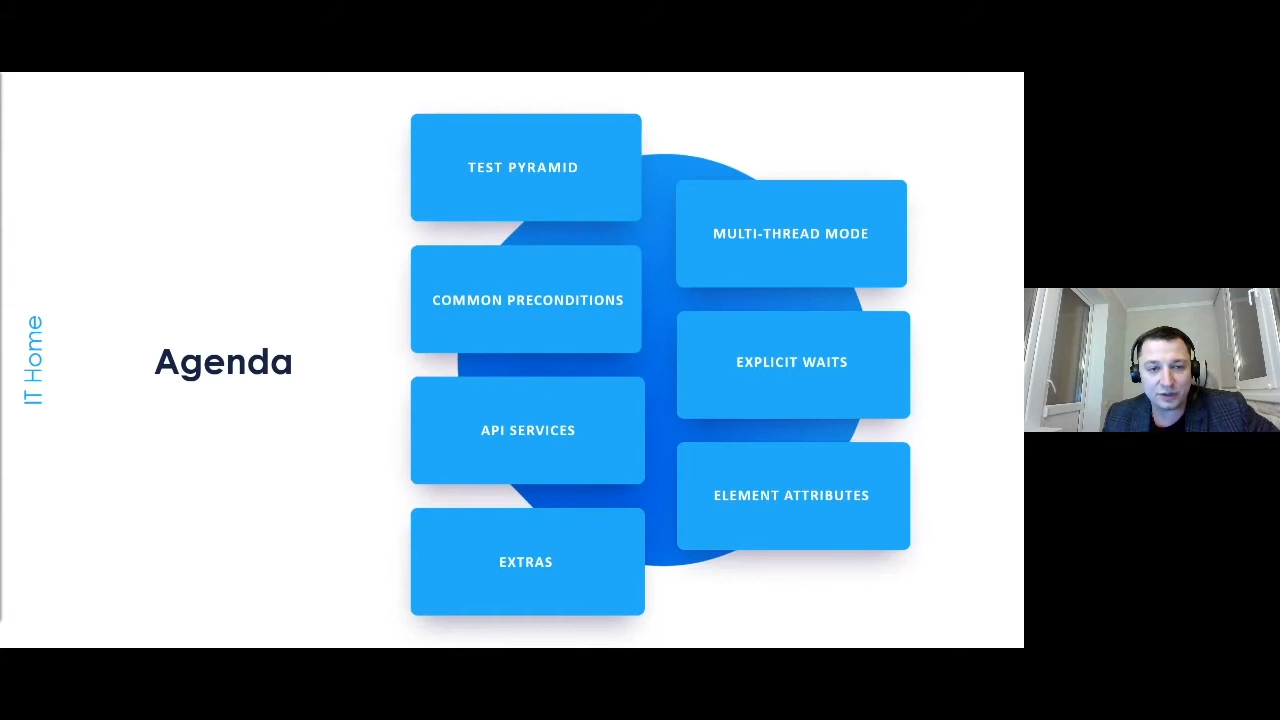 IT Home
Agenda
TEST PYRAMID
COMMON PRECONDITIONS
API SERVICES
EXTRAS
MULTI-THREAD MODE
EXPLICIT WAITS
ELEMENT ATTRIBUTES